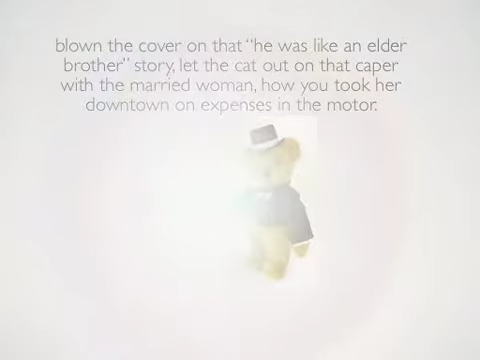 blown the cover on that “he was like an elder
brother” story, let the cat out on that caper
with the married woman, how you took her
downtown on expenses in the motor.